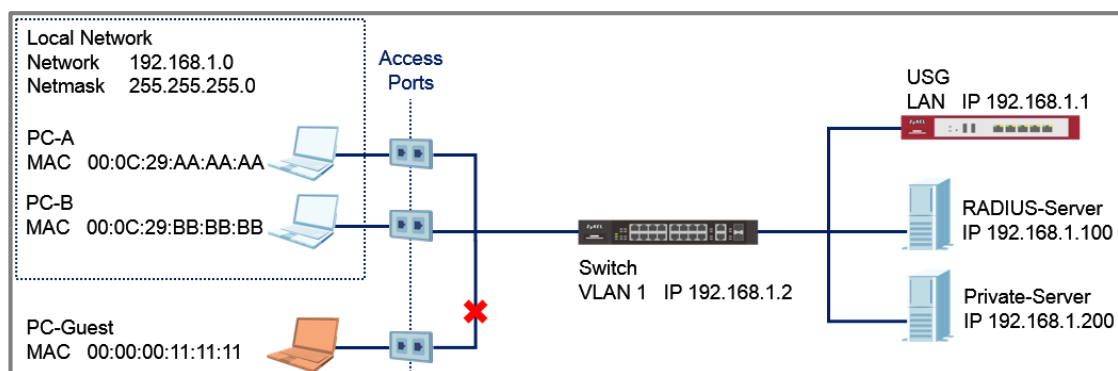 Local Network
Network 192.168.1.0
Netmask 255.255.255.0
Access
Ports
PC-A
MAC 00:0C:29:AA:AA:AA
PC-B
MAC 00:0C:29:BB:BB:BB
PC-Guest
MAC 00:00:00:11:11:11
ZyXEL
Switch
VLAN 1 IP 192.168.1.2
USG
LAN IP 192.168.1.1
ZyXEL
RADIUS-Server
IP 192.168.1.100
Private-Server
IP 192.168.1.200